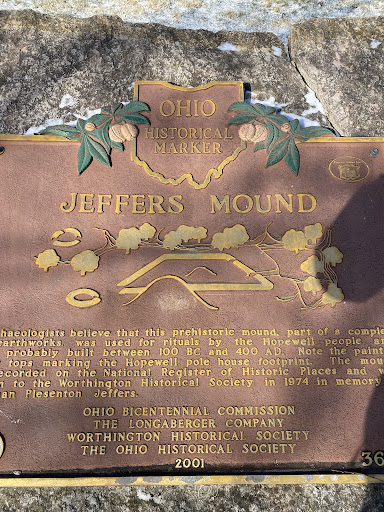 OHIO
HISTORICAL
MARKER
JEFFERS MOUND
chaeologists believe that this prehistoric mound, part of a comple
earthworks, was used for rituals by the Hopewell people an
probably built between 100 BC and 400 AD. Note the paint
tops marking the Hopewell pole house footprint. The mou
ecorded on the National Register of Historic Places and w
n to the Worthington Historical Society in 1974 in memory
an Plesenton Jeffers.
OHIO BICENTENNIAL COMMISSION
THE LONGABERGER COMPANY
WORTHINGTON HISTORICAL SOCIETY
THE OHIO HISTORICAL SOCIETY
2001
36